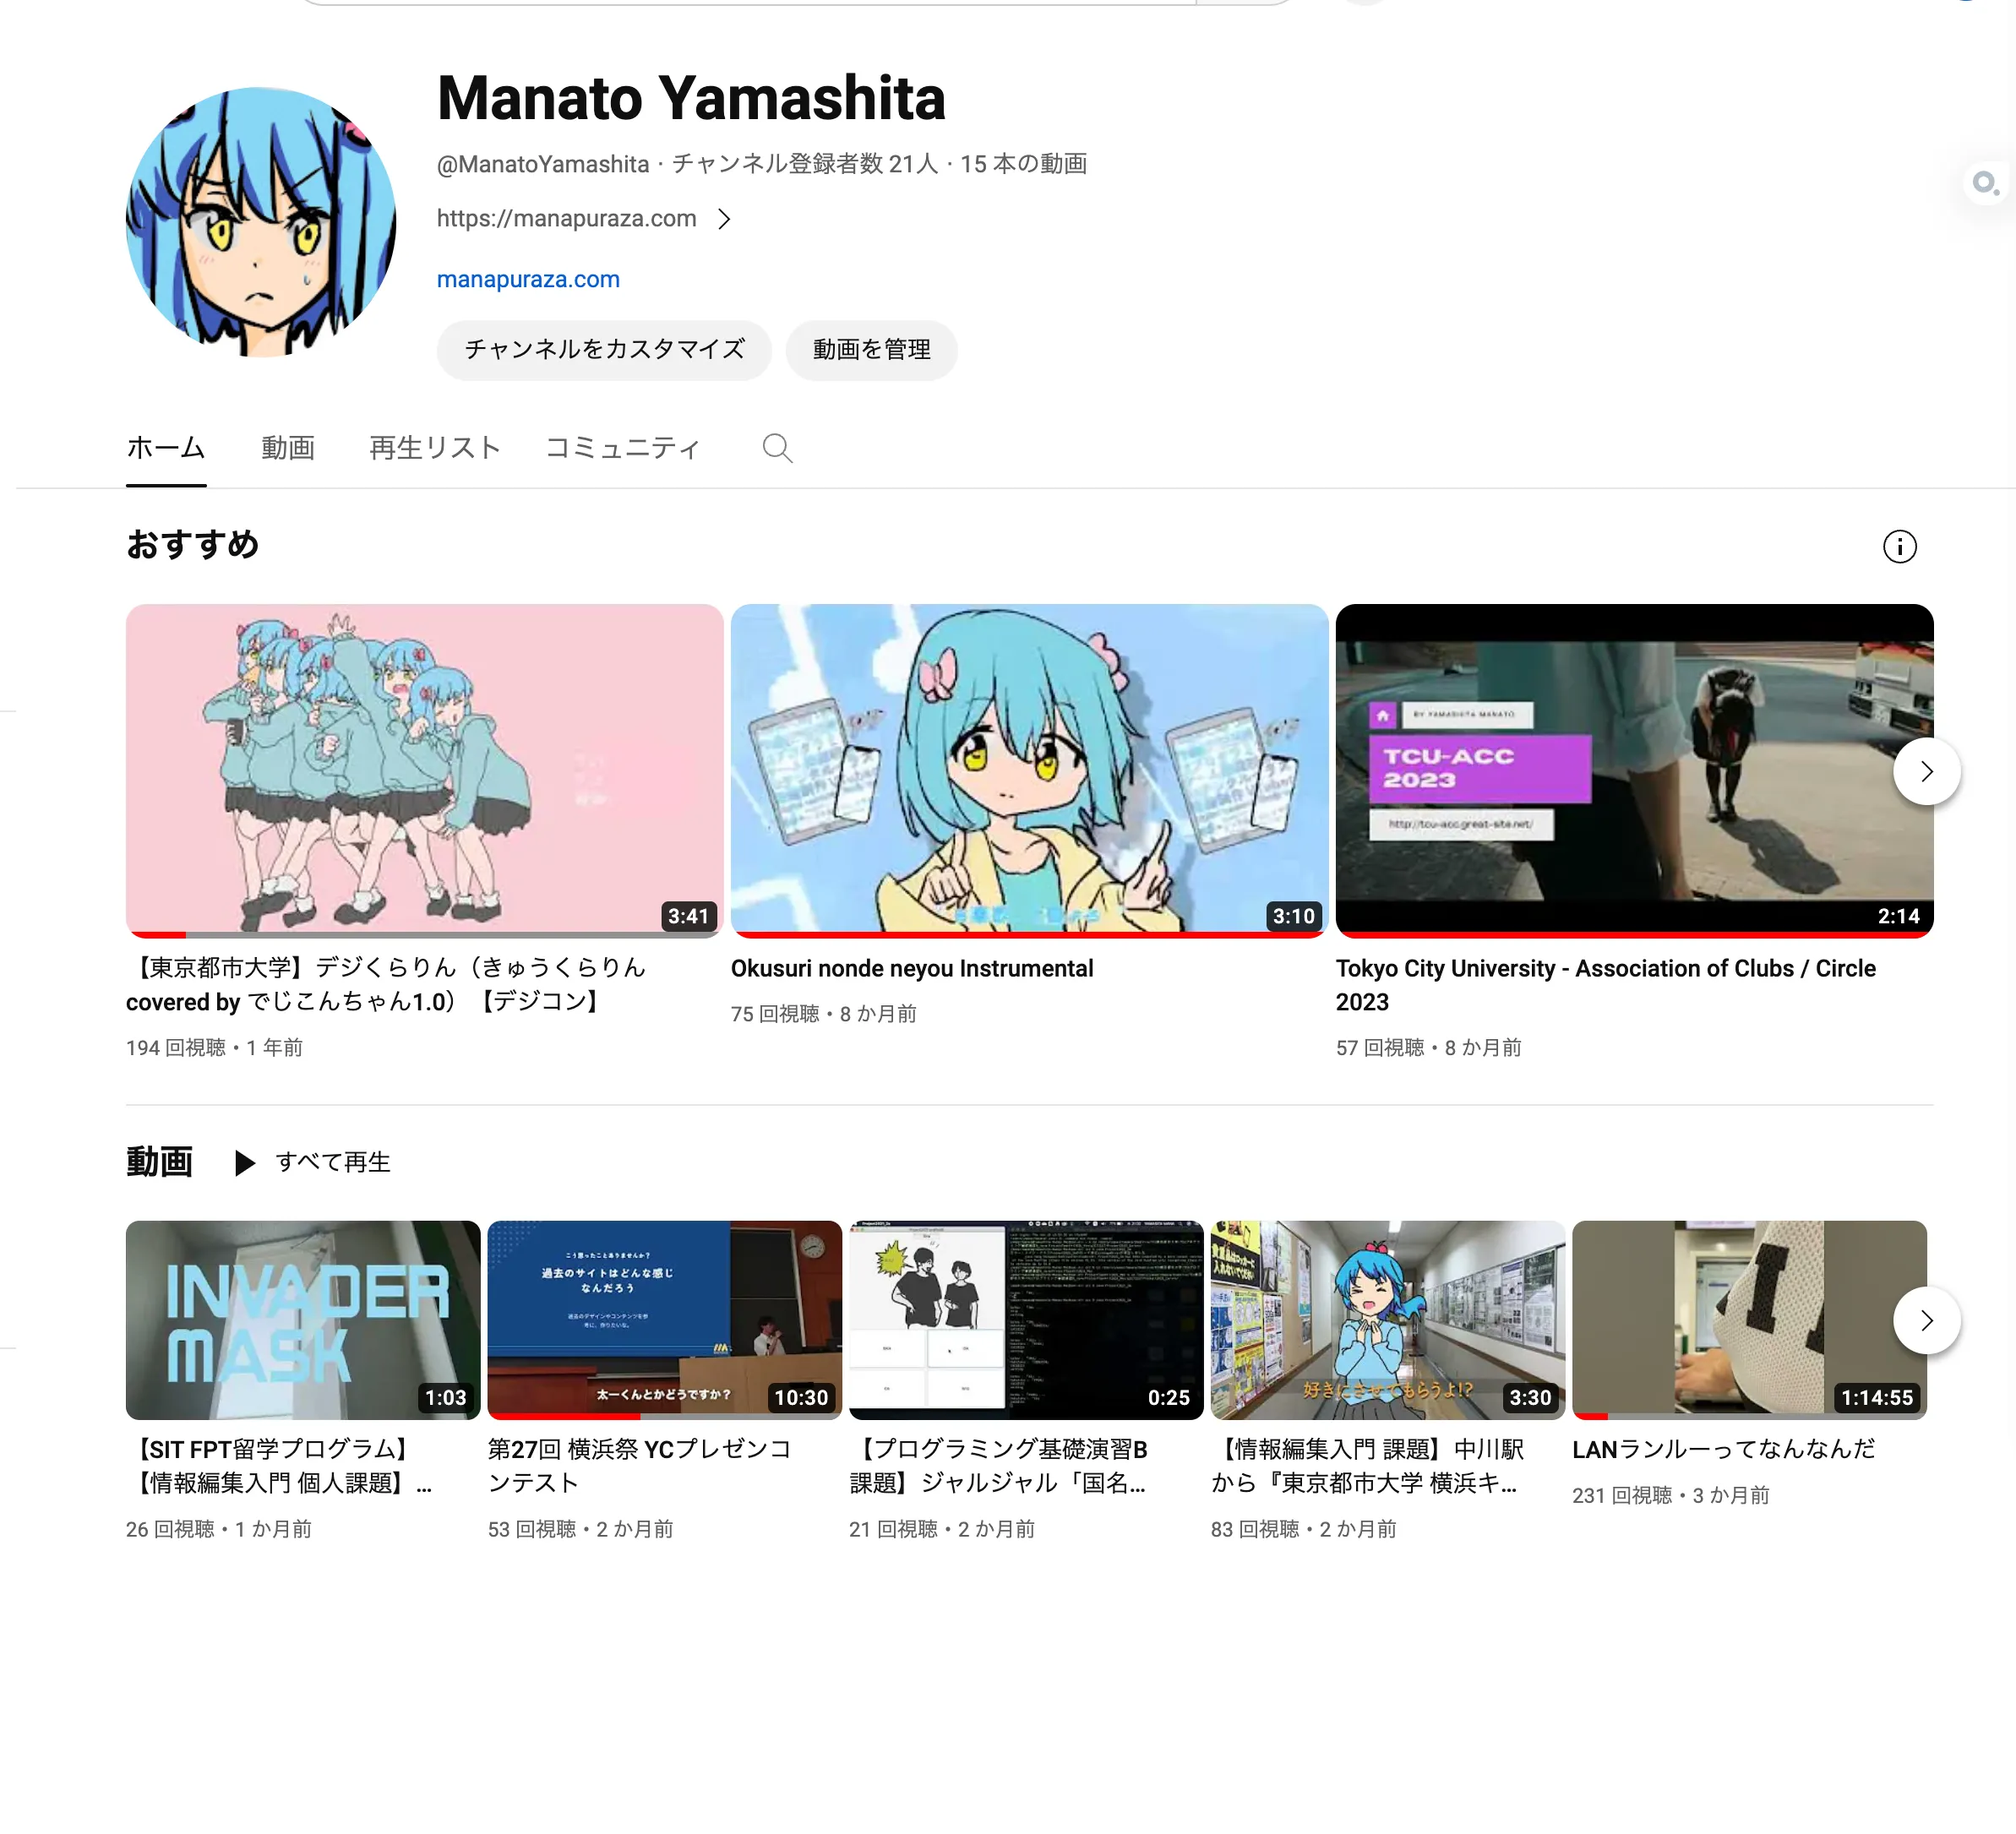 Manato Yamashita
@ManatoYamashita · チャンネル登録者数 21人 · 15 本の動画
https://manapuraza.com
manapuraza.com
チャンネルをカスタマイズ
動画を管理
ホーム
動画
再生リスト
コミュニティ
おすすめ
3:41
3:10
BY YAMASHITA MANATO
TCU-ACC
2023
http://tcu-acc.great-site.net/
2:14
【東京都市大学】デジくらりん（きゅうくらりん
covered by でじこんちゃん1.0）【デジコン】
194 回視聴・1 年前
Okusuri nonde neyou Instrumental
75 回視聴・8 か月前
Tokyo City University - Association of Clubs / Circle
2023
57 回視聴・8 か月前
動画
すべて再生
INVADER
MASK
1:03
こう思ったことありませんか？
過去のサイトはどんな感じ
なんだろう
太一くんとかどうですか？
10:30
0:25
好きにさせてもらうよ!?
3:30
1:14:55
【SIT FPT留学プログラム】
【情報編集入門 個人課題】...
26 回視聴・1 か月前
第27回 横浜祭 YCプレゼンコ
ンテスト
53 回視聴・2 か月前
【プログラミング基礎演習B
課題】ジャルジャル「国名...
21 回視聴・2 か月前
【情報編集入門 課題】中川駅
から『東京都市大学 横浜キ...
83 回視聴・2 か月前
LANランルーってなんなんだ
231 回視聴・3 か月前